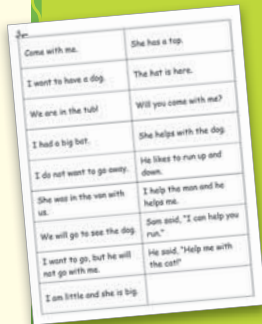 Come with me.
She has a top.
I want to have a dog.
The hat is here.
We are in the tub!
Will you come with me?
I had a big bat.
She helps with the dog.
I do not want to go away.
He likes to run up and
down.
She was in the van with
us.
I help the man and he
helps me.
We will go to see the dog.
Sam said, "I can help you
run."
I want to go, but he will
not go with me.
He said, "Help me with
the cat!"
I am little and she is big.